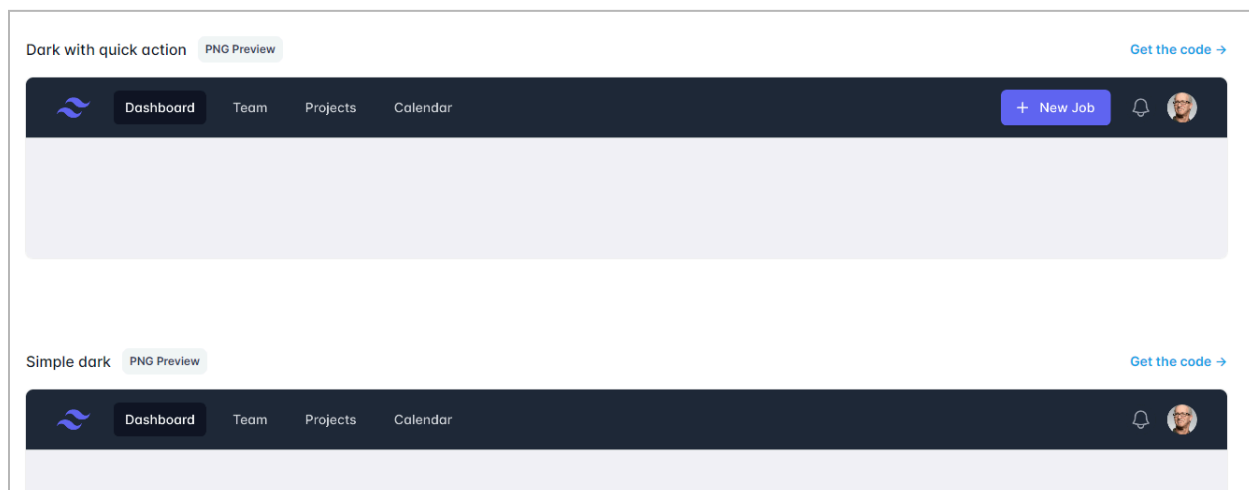 Dark with quick action PNG Preview Get the code →
Dashboard Team Projects Calendar + New Job
Simple dark PNG Preview Get the code →
Dashboard Team Projects Calendar